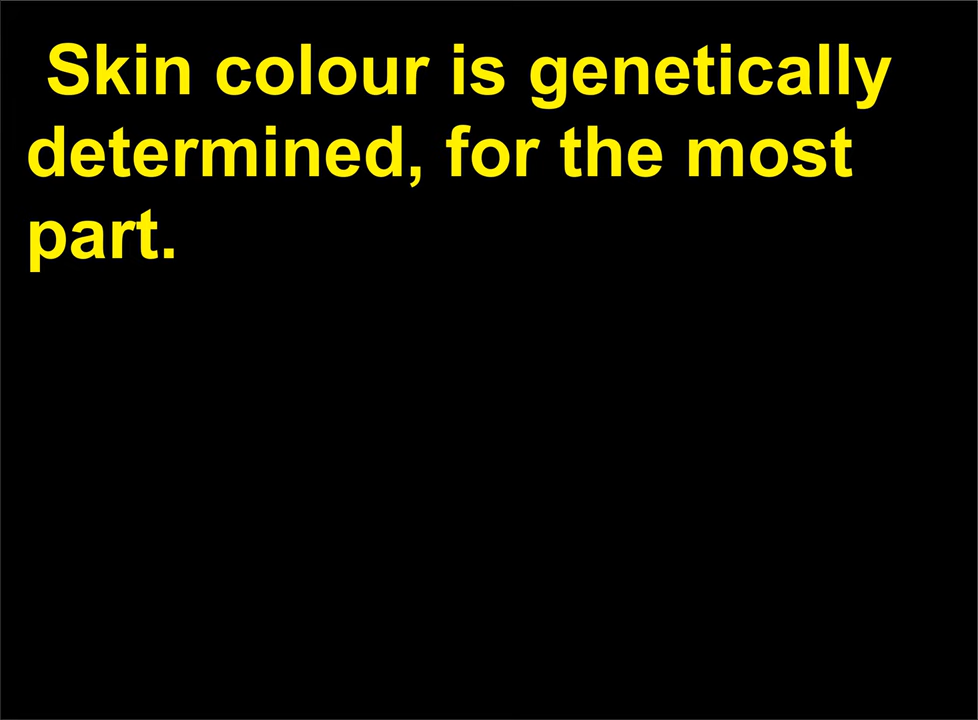 Skin colour is genetically
determined, for the most
part.